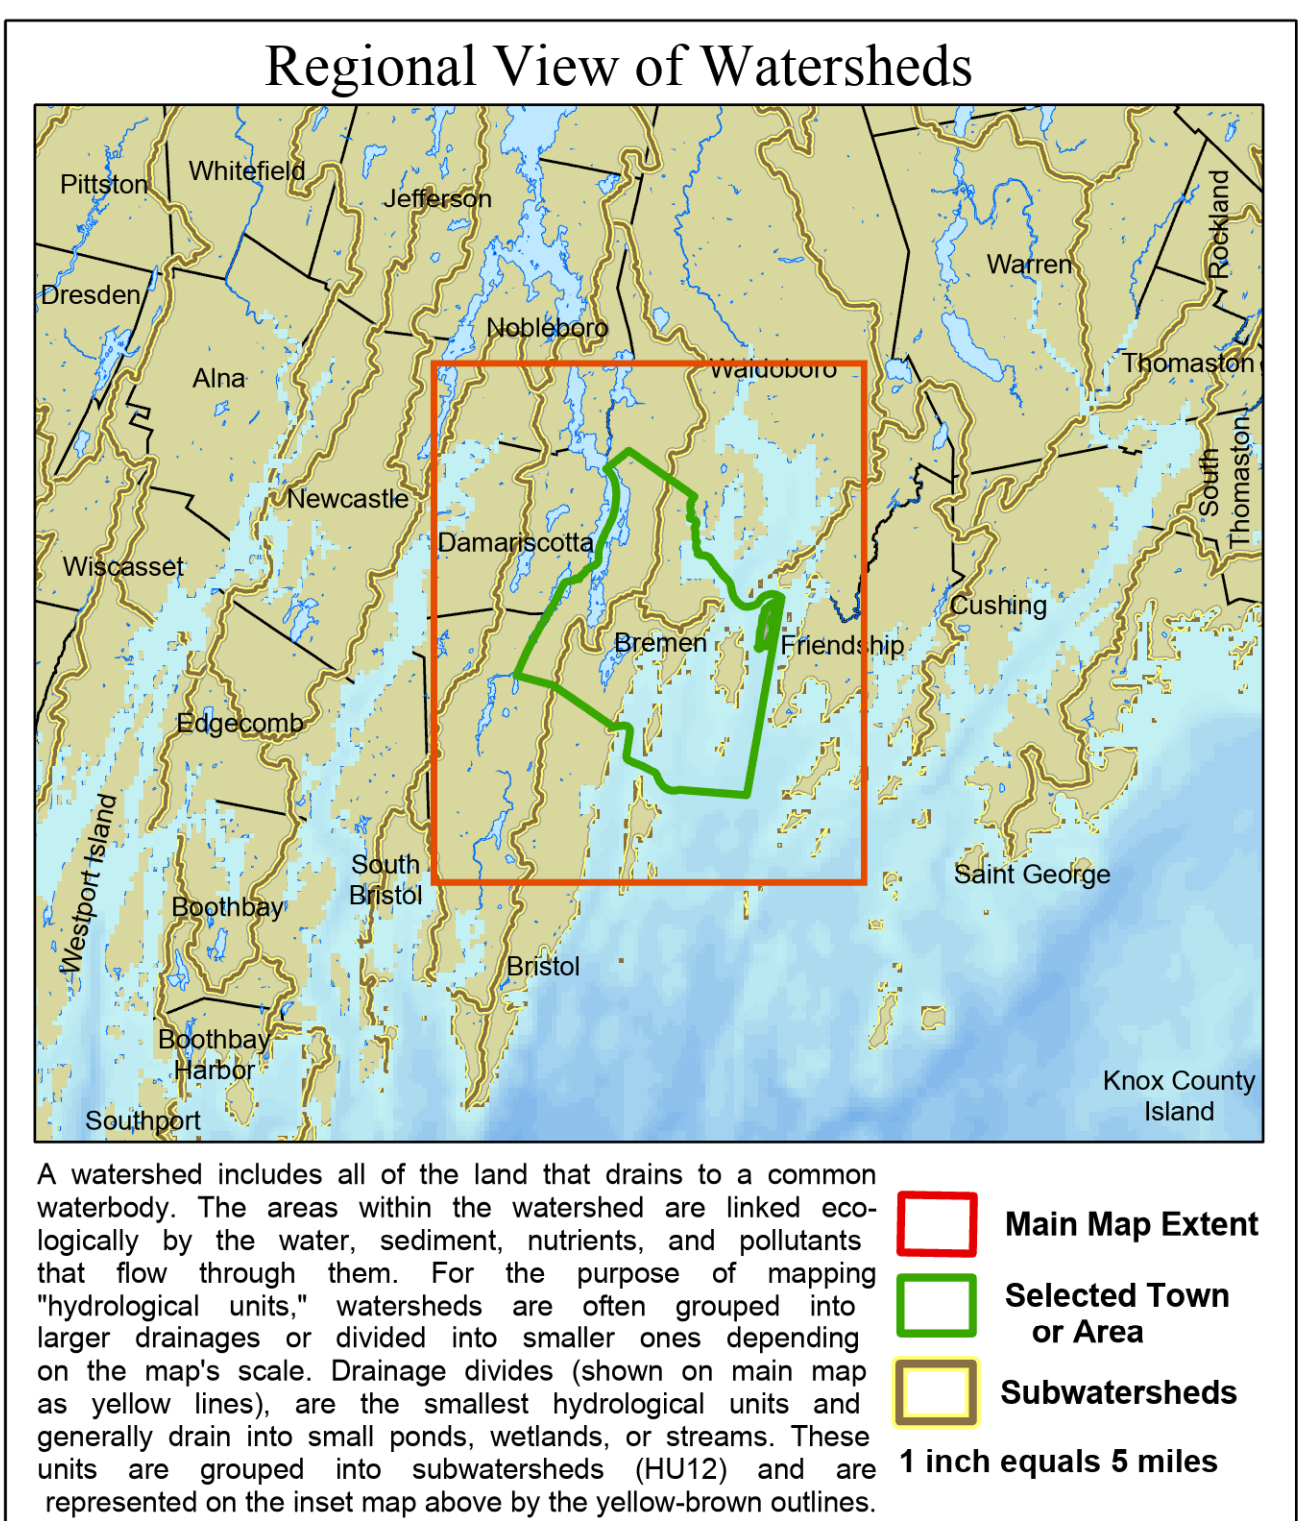 Regional View of Watersheds
Pittston
Whitefield
Jefferson
Rockland
Warren
Dresden
Nobleboro
Waldoboro
Thomaston
Alna
Newcastle
South
Thomaston
Damariscotta
Wiscasset
Cushing
Bremen
Friendship
Edgecomb
Westport Island
South
Bristol
Saint George
Boothbay
Bristol
Boothbay
Harbor
Knox County
Island
Southport
A watershed includes all of the land that drains to a common
waterbody. The areas within the watershed are linked eco-
logically by the water, sediment, nutrients, and pollutants
that flow through them. For the purpose of mapping
"hydrological units," watersheds are often grouped into
larger drainages or divided into smaller ones depending
on the map's scale. Drainage divides (shown on main map
as yellow lines), are the smallest hydrological units and
generally drain into small ponds, wetlands, or streams. These
units are grouped into subwatersheds (HU12) and are
represented on the inset map above by the yellow-brown outlines.
Main Map Extent
Selected Town
or Area
Subwatersheds
1 inch equals 5 miles